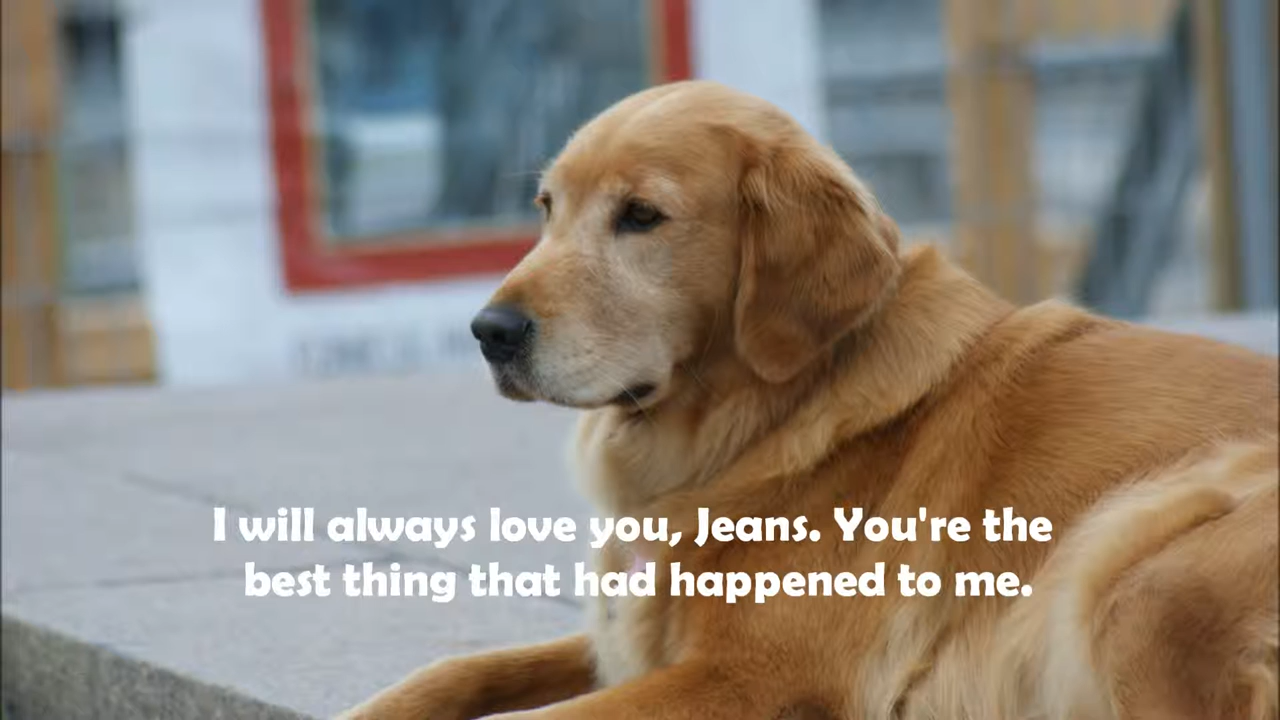 I will always love you, Jeans. You're the
best thing that had happened to me.